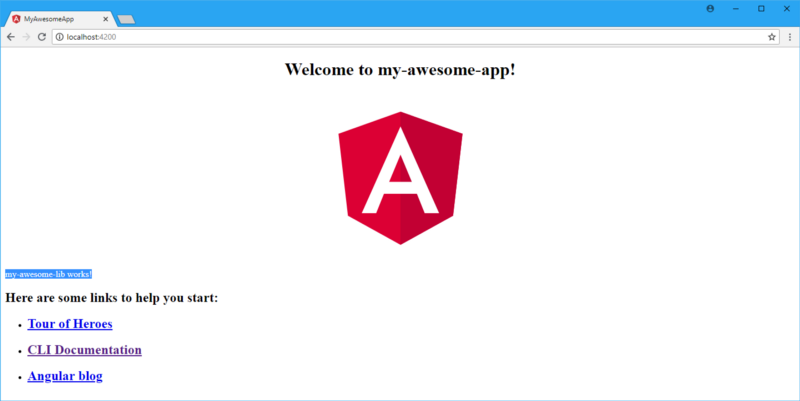 MyAwesomeApp
localhost:4200
Welcome to my-awesome-app!
A
my-awesome-lib works!
Here are some links to help you start:
Tour of Heroes
CLI Documentation
Angular blog